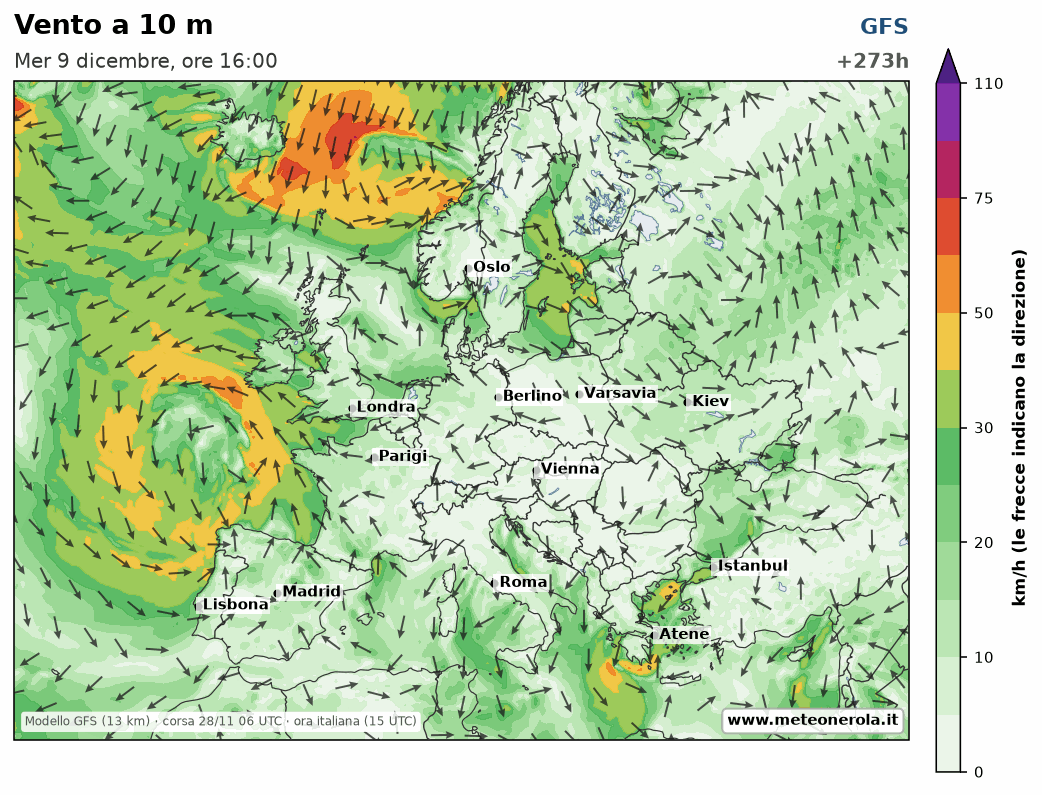 Vento a 10 m
GFS
Mer 9 dicembre, ore 16:00
+273h
110
75
50
30
20
10
0
km/h (le frecce indicano la direzione)
Oslo
Londra
Berlino
Varsavia
Kiev
Parigi
Vienna
Istanbul
Roma
Madrid
Lisbona
Atene
Modello GFS (13 km) · corsa 28/11 06 UTC · ora italiana (15 UTC)
www.meteonerola.it